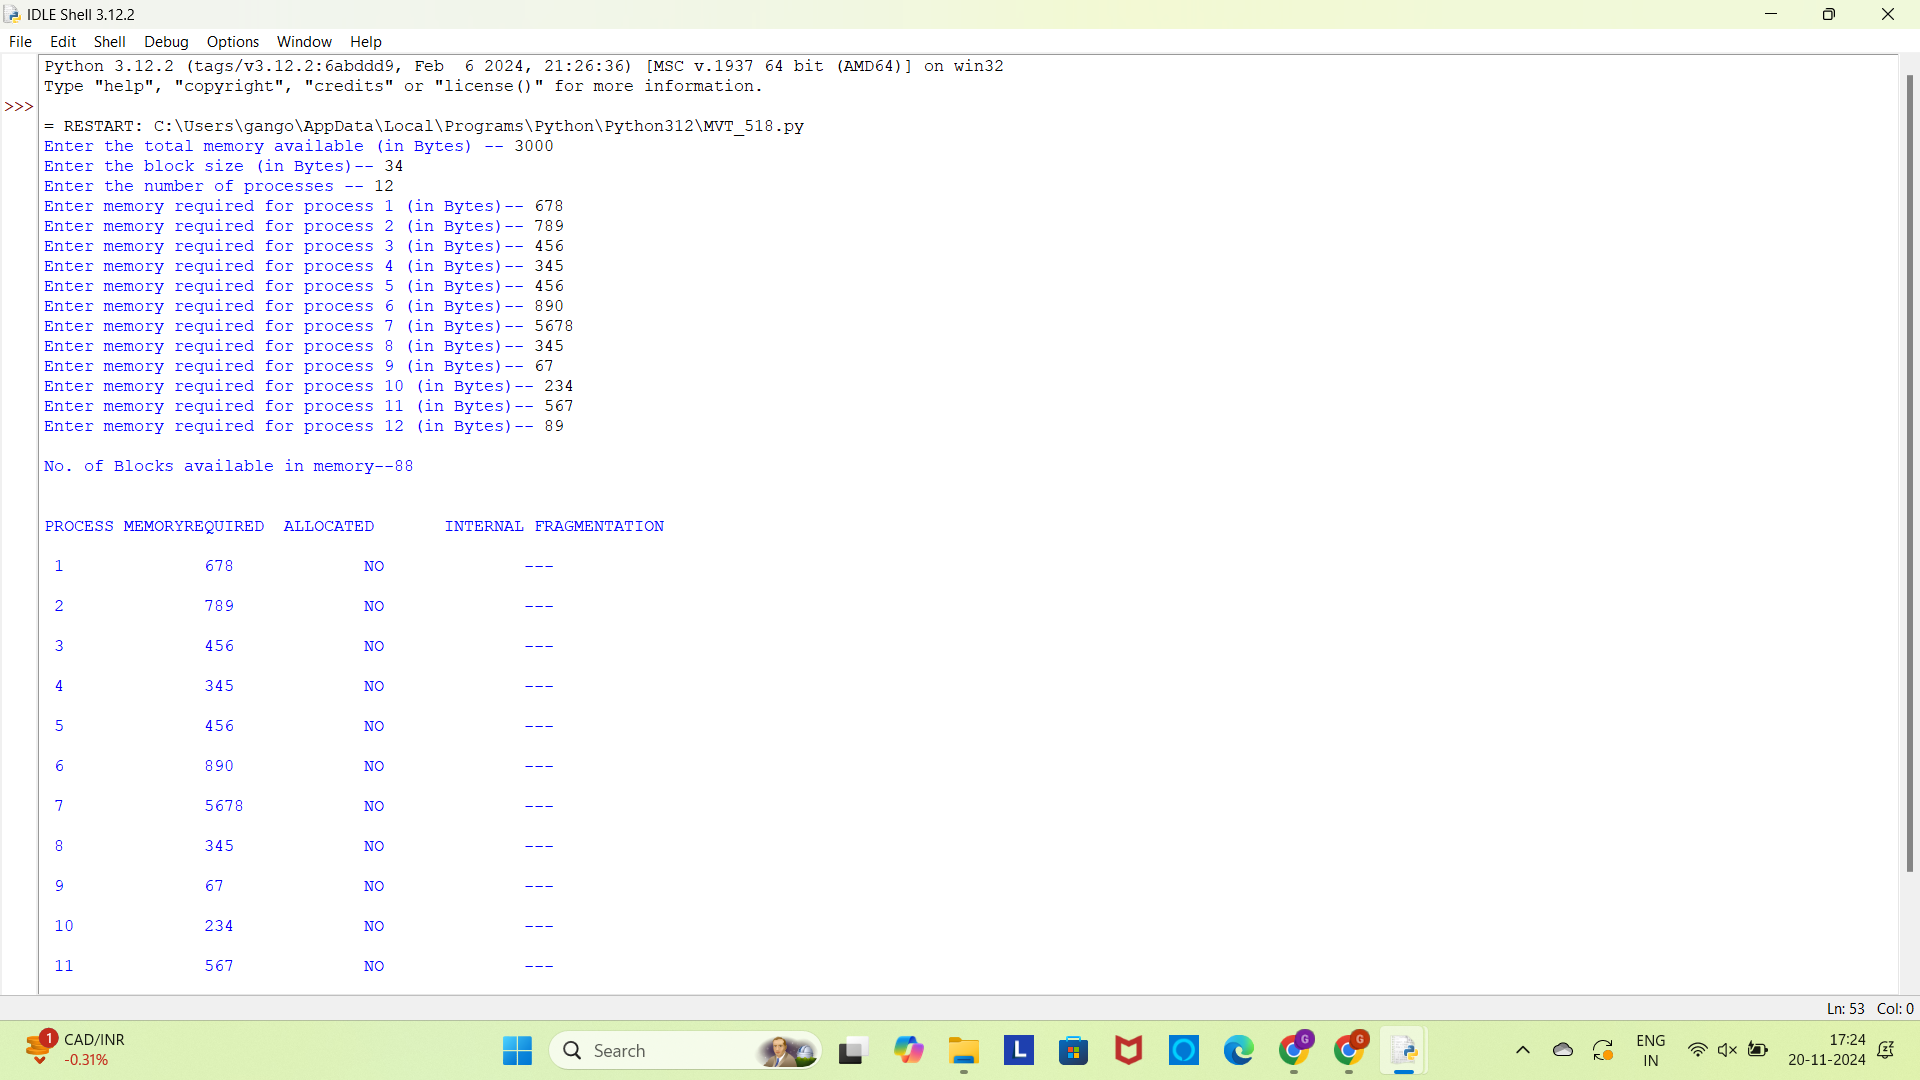 IDLE Shell 3.12.2
File Edit Shell Debug Options Window Help
Python 3.12.2 (tags/v3.12.2:6abddd9, Feb  6 2024, 21:26:36) [MSC v.1937 64 bit (AMD64)] on win32
Type "help", "copyright", "credits" or "license()" for more information.
>>>
= RESTART: C:\Users\gango\AppData\Local\Programs\Python\Python312\MVT_518.py
Enter the total memory available (in Bytes) -- 3000
Enter the block size (in Bytes)-- 34
Enter the number of processes -- 12
Enter memory required for process 1 (in Bytes)-- 678
Enter memory required for process 2 (in Bytes)-- 789
Enter memory required for process 3 (in Bytes)-- 456
Enter memory required for process 4 (in Bytes)-- 345
Enter memory required for process 5 (in Bytes)-- 456
Enter memory required for process 6 (in Bytes)-- 890
Enter memory required for process 7 (in Bytes)-- 5678
Enter memory required for process 8 (in Bytes)-- 345
Enter memory required for process 9 (in Bytes)-- 67
Enter memory required for process 10 (in Bytes)-- 234
Enter memory required for process 11 (in Bytes)-- 567
Enter memory required for process 12 (in Bytes)-- 89
No. of Blocks available in memory--88
PROCESS MEMORYREQUIRED  ALLOCATED       INTERNAL FRAGMENTATION
1 678 NO ---
2 789 NO ---
3 456 NO ---
4 345 NO ---
5 456 NO ---
6 890 NO ---
7 5678 NO ---
8 345 NO ---
9 67 NO ---
10 234 NO ---
11 567 NO ---
Ln: 53 Col: 0
1 CAD/INR
-0.31%
Search
L
G
G
ENG
IN
17:24
20-11-2024